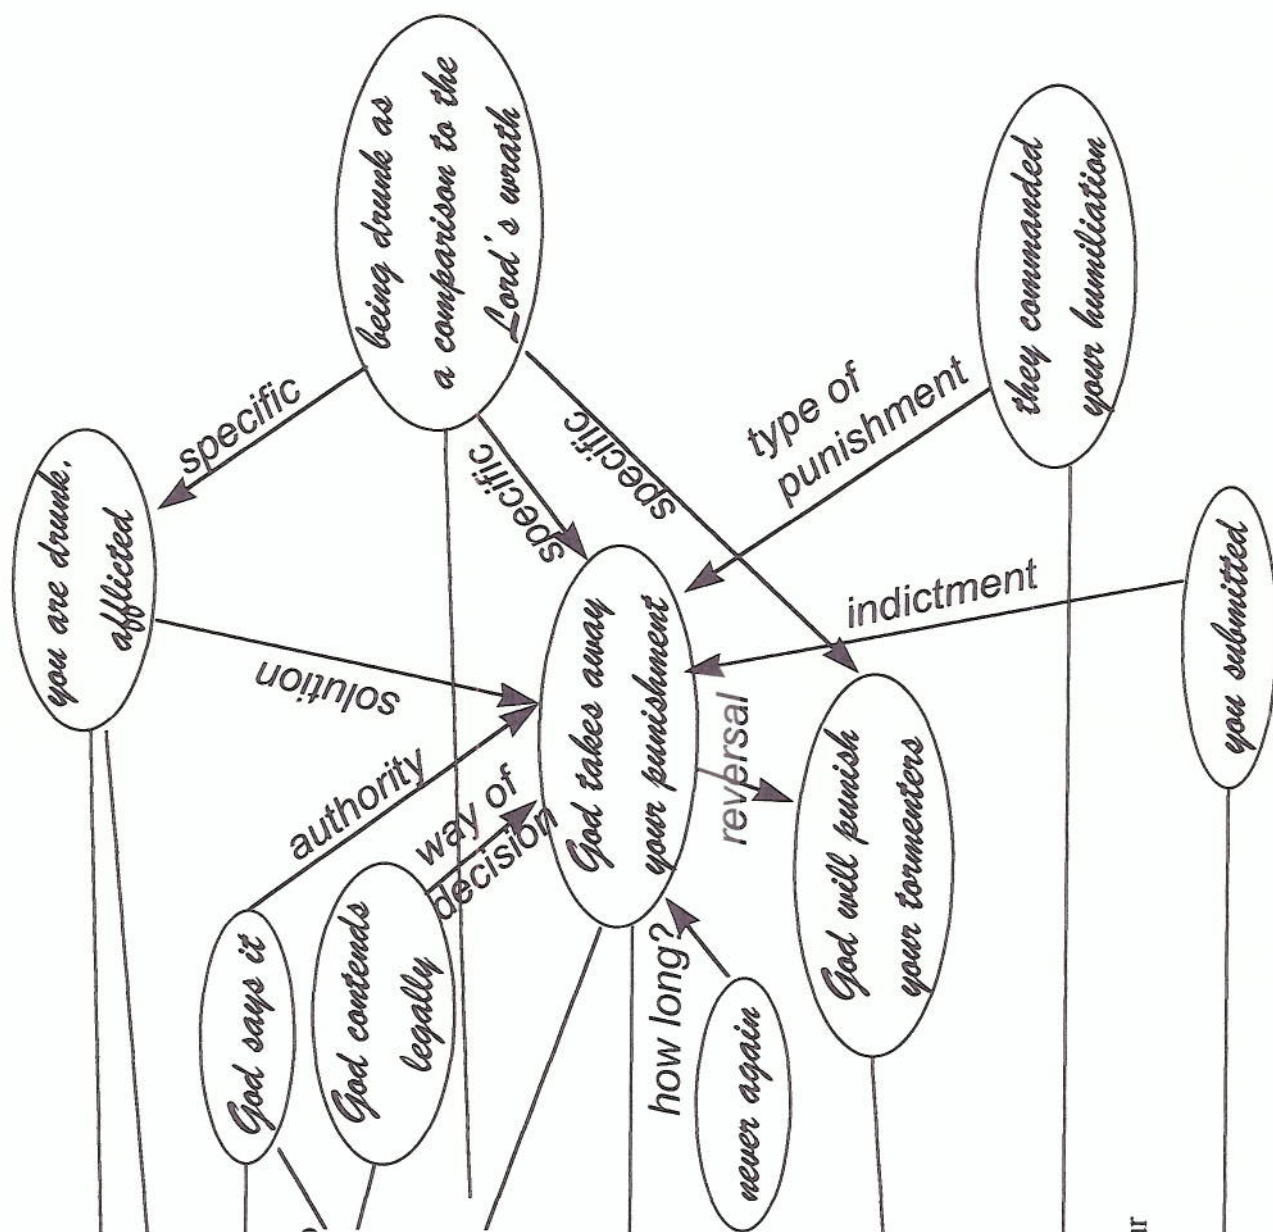 you are drunk,
afflicted
specific
being drunk as
a comparison to the
Lord's wrath
solution
specific
specific
authority
God says it
way of
decision
God contends
legally
God takes away
your punishment
type of
punishment
they commanded
your humiliation
indictment
you submitted
reversal
how long?
never again
God will punish
your tormenters